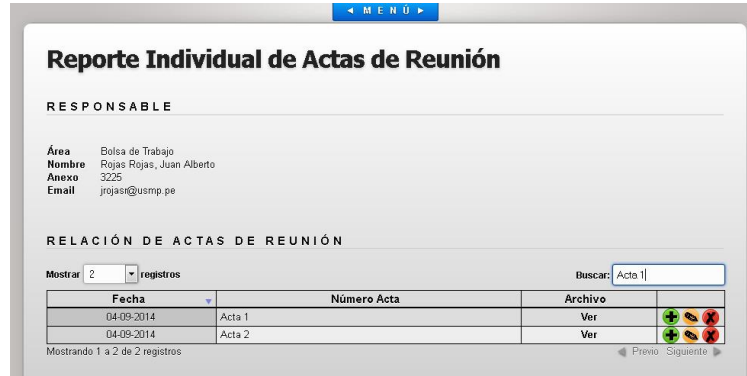 ◄ MENÚ ►
Reporte Individual de Actas de Reunión
RESPONSABLE
Área Bolsa de Trabajo
Nombre Rojas Rojas, Juan Alberto
Anexo 3225
Email jrojasr@usmp.pe
RELACIÓN DE ACTAS DE REUNIÓN
Mostrar 2 registros Buscar: Acta 1
Fecha Número Acta Archivo
04-09-2014 Acta 1 Ver
04-09-2014 Acta 2 Ver
Mostrando 1 a 2 de 2 registros Previo Siguiente